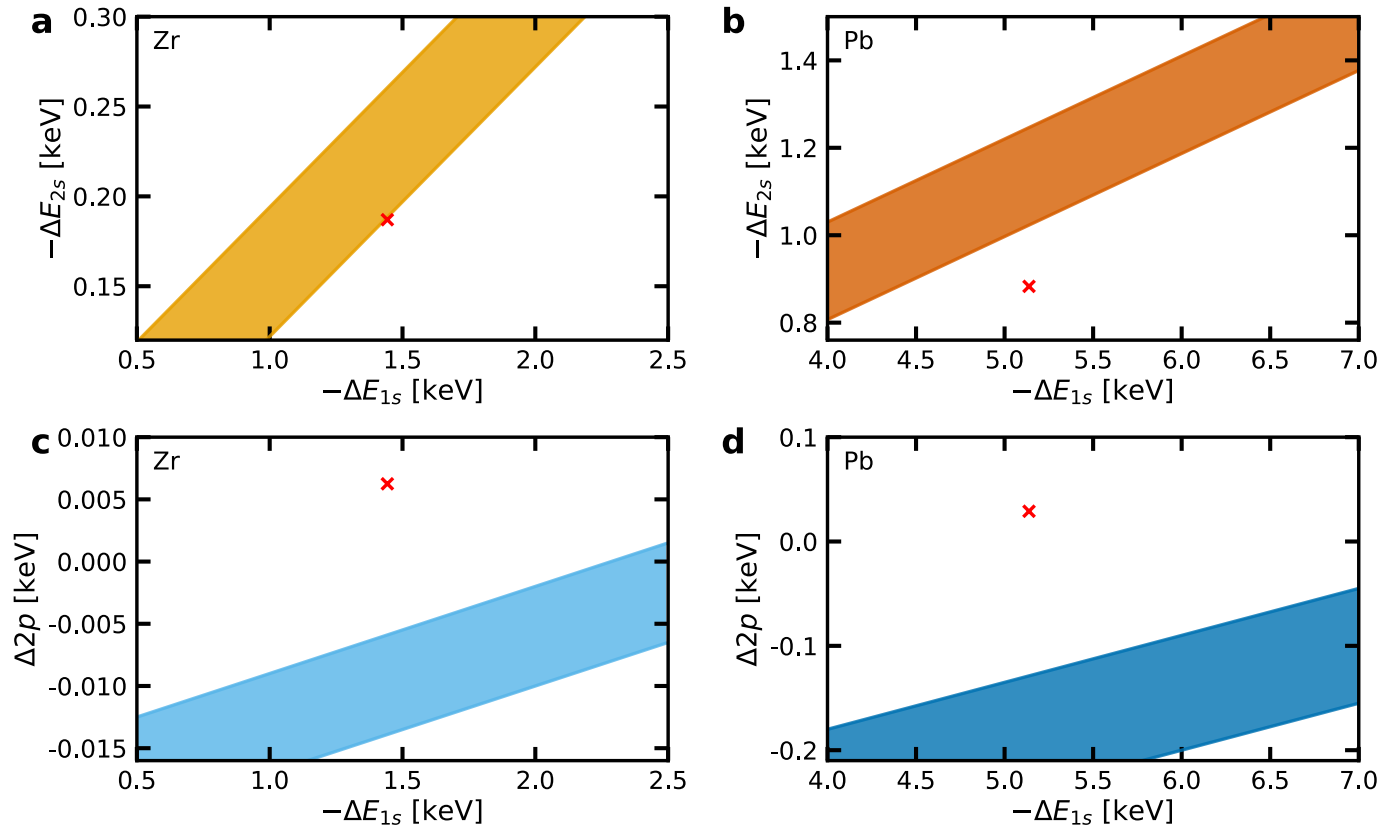 a
Zr
0.30
0.25
0.20
0.15
−ΔE1s [keV]
0.5
1.0
1.5
2.0
2.5
−ΔE2s [keV]
b
Pb
1.4
1.2
1.0
0.8
−ΔE2s [keV]
4.0
4.5
5.0
5.5
6.0
6.5
7.0
−ΔE1s [keV]
c
Zr
0.010
0.005
0.000
-0.005
-0.010
-0.015
Δ2p [keV]
0.5
1.0
1.5
2.0
2.5
−ΔE1s [keV]
d
Pb
0.1
0.0
-0.1
-0.2
Δ2p [keV]
4.0
4.5
5.0
5.5
6.0
6.5
7.0
−ΔE1s [keV]